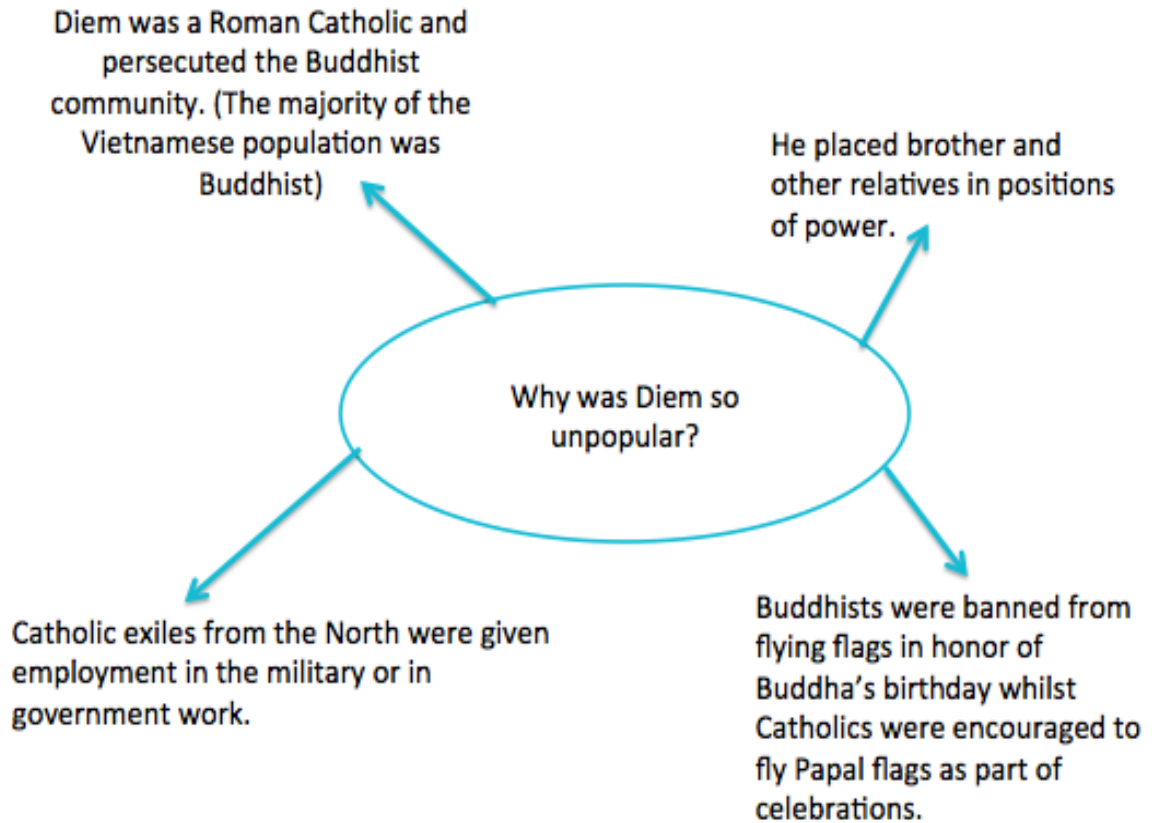 Diem was a Roman Catholic and
persecuted the Buddhist
community. (The majority of the
Vietnamese population was
Buddhist)
He placed brother and
other relatives in positions
of power.
Why was Diem so
unpopular?
Catholic exiles from the North were given
employment in the military or in
government work.
Buddhists were banned from
flying flags in honor of
Buddha's birthday whilst
Catholics were encouraged to
fly Papal flags as part of
celebrations.